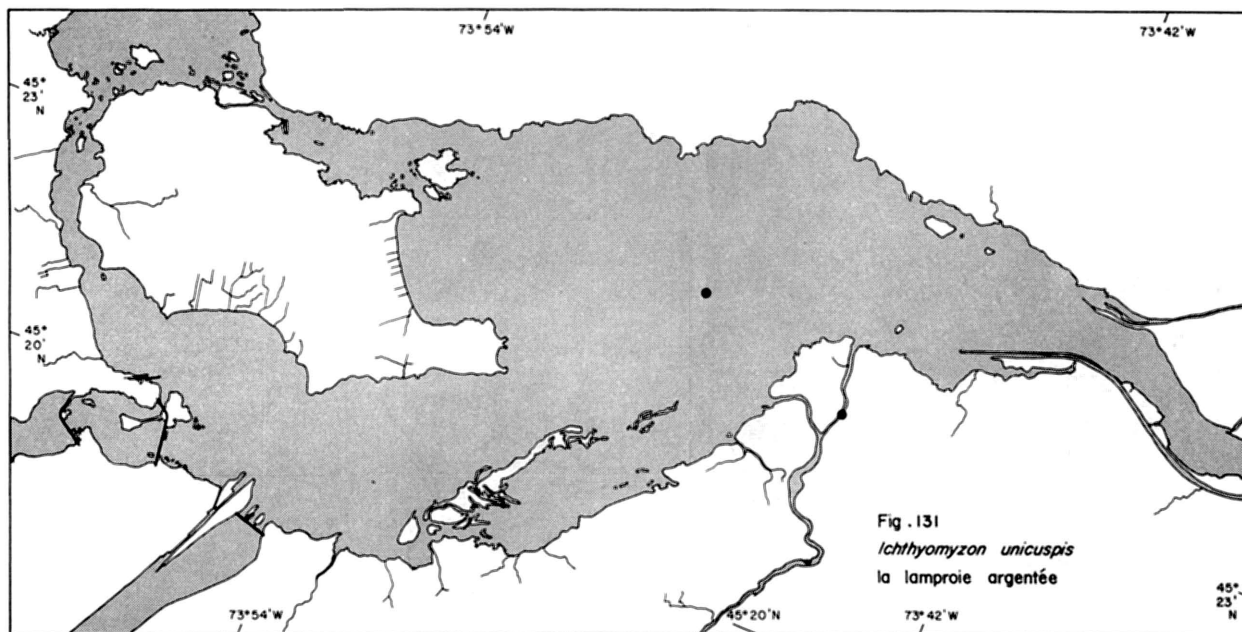 73°54'W
73°42'W
45°
23'
N
45°
20'
N
Fig. 131
Ichthyomyzon unicuspis
la lamproie argentée
45°
23'
N
73°54'W
45°20'N
73°42'W